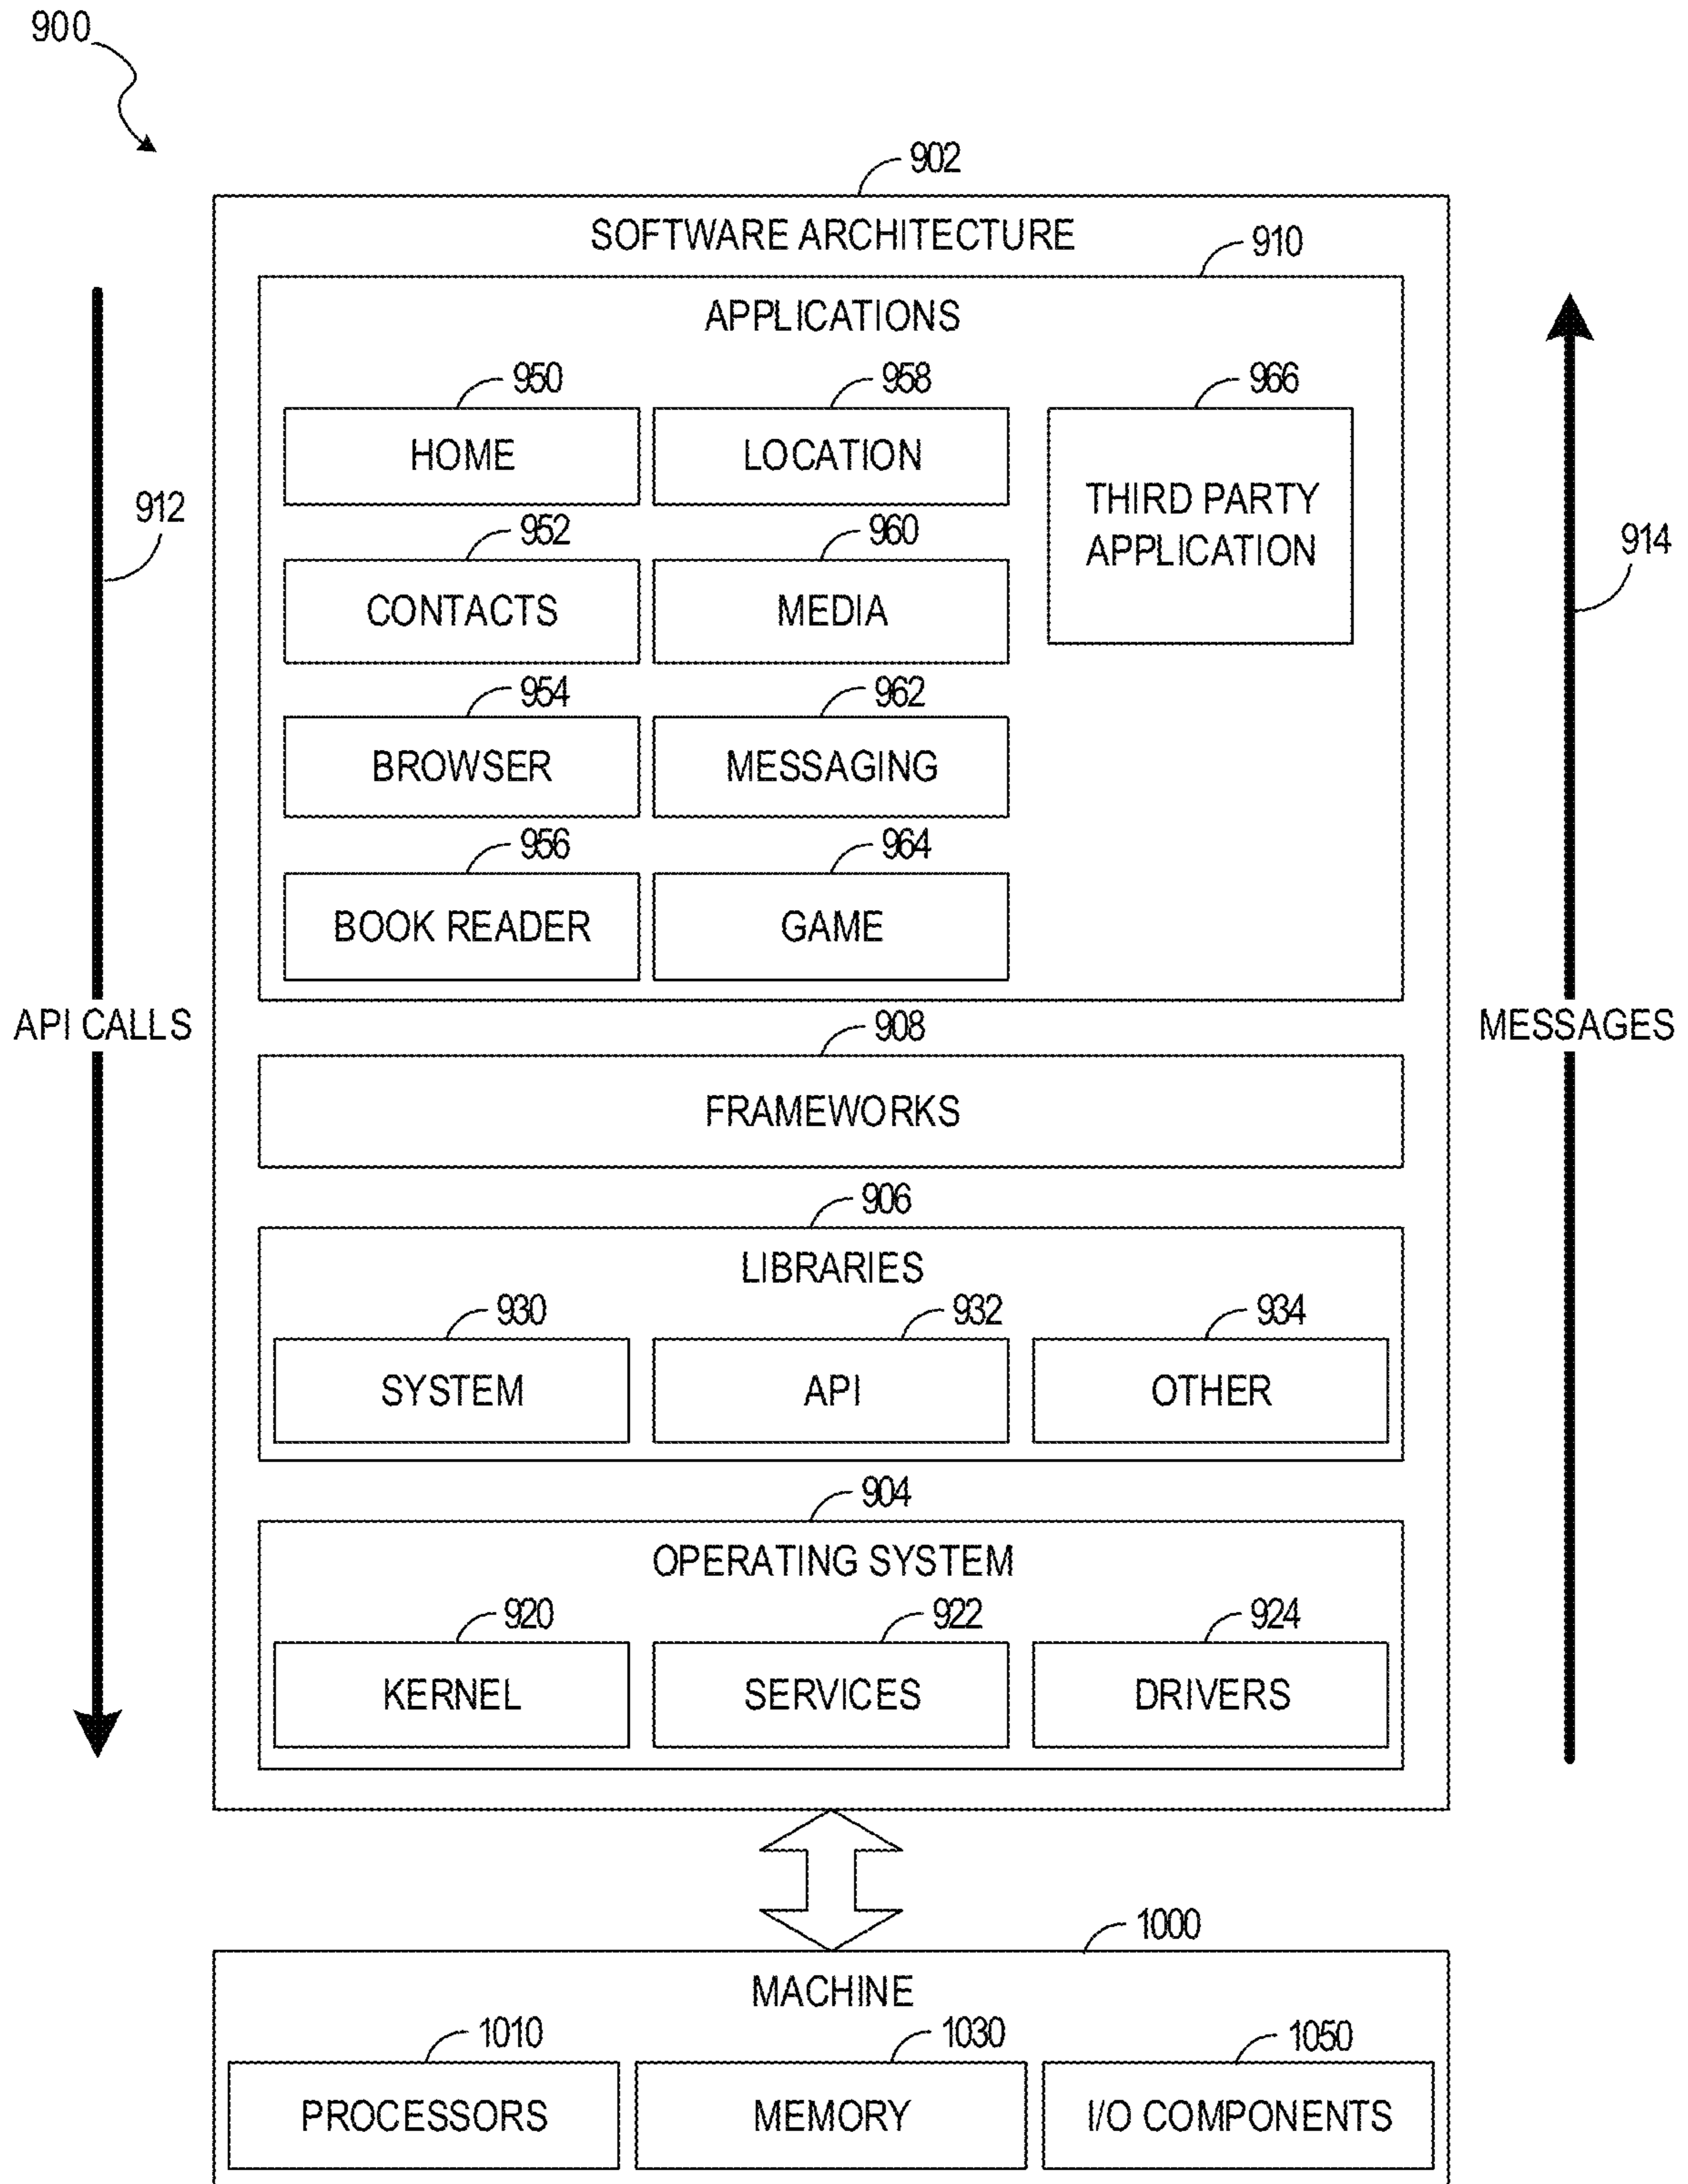 900
902
SOFTWARE ARCHITECTURE
910
APPLICATIONS
950
958
966
HOME
LOCATION
THIRD PARTY
APPLICATION
912
952
960
914
CONTACTS
MEDIA
954
962
BROWSER
MESSAGING
956
964
BOOK READER
GAME
API CALLS
MESSAGES
908
FRAMEWORKS
906
LIBRARIES
930
932
934
SYSTEM
API
OTHER
904
OPERATING SYSTEM
920
922
924
KERNEL
SERVICES
DRIVERS
1000
MACHINE
1010
1030
1050
PROCESSORS
MEMORY
I/O COMPONENTS